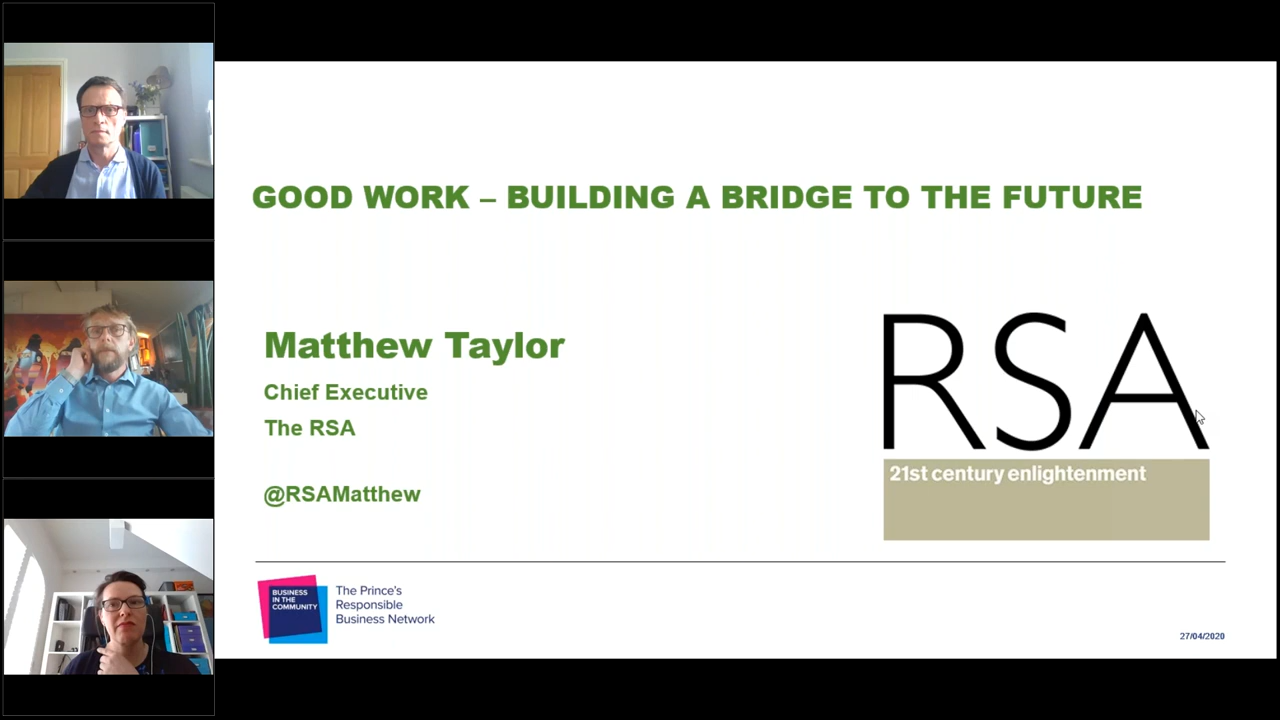 GOOD WORK – BUILDING A BRIDGE TO THE FUTURE
Matthew Taylor
Chief Executive
The RSA
@RSAMatthew
RSA
21st century enlightenment
BUSINESS
IN THE
COMMUNITY
The Prince's
Responsible
Business Network
27/04/2020